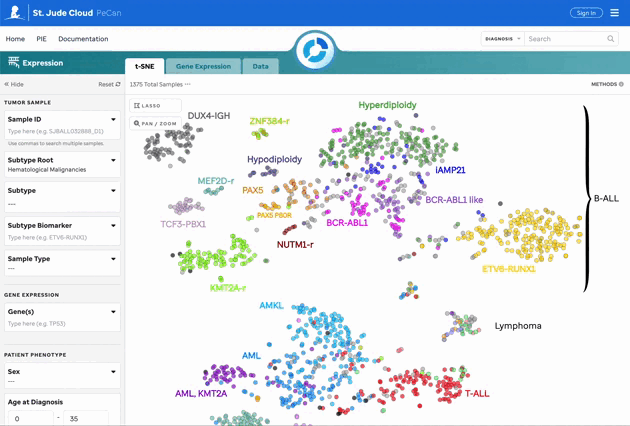 St. Jude Cloud PeCan
Sign In
Home PIE Documentation
DIAGNOSIS
Search
Expression
t-SNE
Gene Expression
Data
Hide
Reset
1375 Total Samples
METHODS
TUMOR SAMPLE
Sample ID
Type here (e.g. SJBALL032888_D1)
Use commas to search multiple samples.
Subtype Root
Hematological Malignancies
Subtype
---
Subtype Biomarker
Type here (e.g. ETV6-RUNX1)
Sample Type
---
GENE EXPRESSION
Gene(s)
Type here (e.g. TP53)
PATIENT PHENOTYPE
Sex
---
Age at Diagnosis
0 - 35
LASSO
PAN / ZOOM
DUX4-IGH
ZNF384-r
Hyperdiploidy
Hypodiploidy
iAMP21
MEF2D-r
PAX5
BCR-ABL1 like
B-ALL
TCF3-PBX1
PAX5 P80R
BCR-ABL1
NUTM1-r
ETV6-RUNX1
KMT2A-r
AMKL
Lymphoma
AML
AML, KMT2A
T-ALL